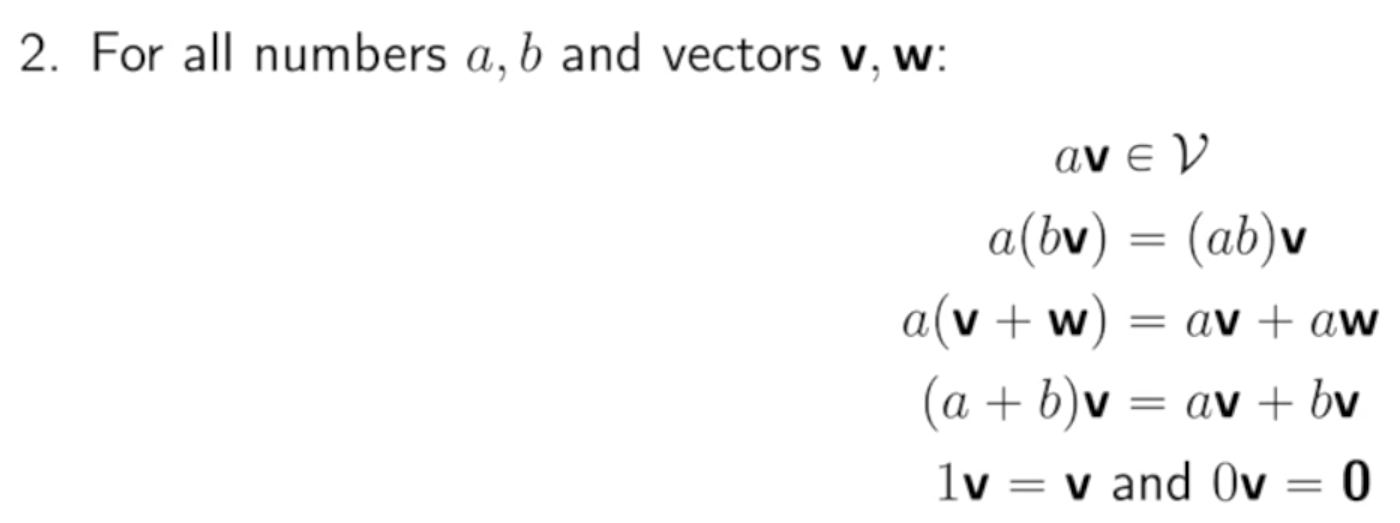 2. For all numbers a, b and vectors v, w:
av ∈ 𝒱
a(bv) = (ab)v
a(v + w) = av + aw
(a + b)v = av + bv
1v = v and 0v = 0